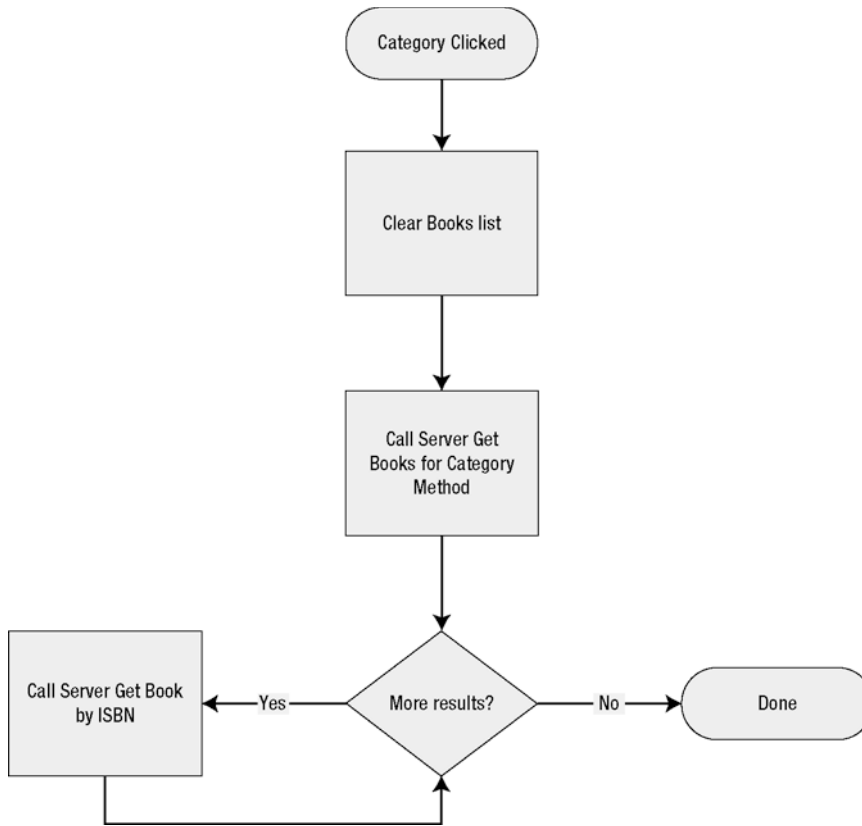 Category Clicked
Clear Books list
Call Server Get
Books for Category
Method
Call Server Get Book
by ISBN
Yes
More results?
No
Done